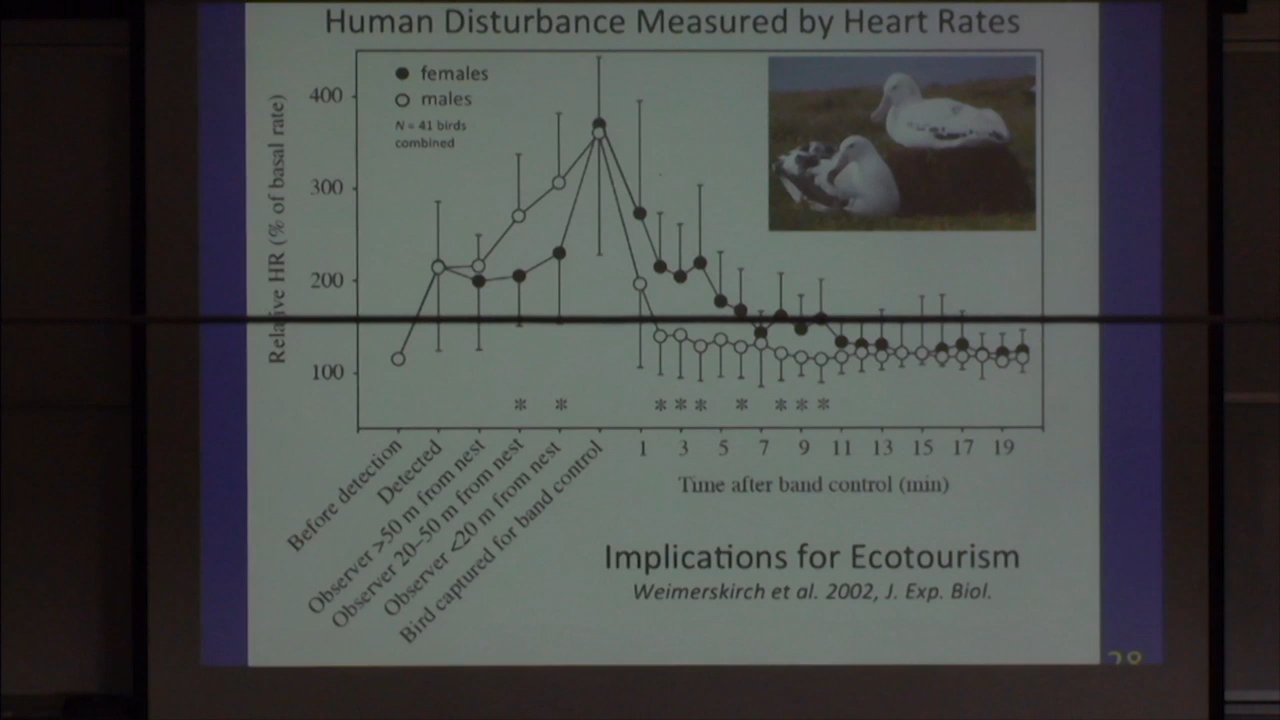 Human Disturbance Measured by Heart Rates
females
males
N = 41 birds
combined
Relative HR (% of basal rate)
400
300
200
100
* * * * * * * * *
Before detection
Detected
Observer >50 m from nest
Observer 20–50 m from nest
Observer <20 m from nest
Bird captured for band control
1 3 5 7 9 11 13 15 17 19
Time after band control (min)
Implications for Ecotourism
Weimerskirch et al. 2002, J. Exp. Biol.
28